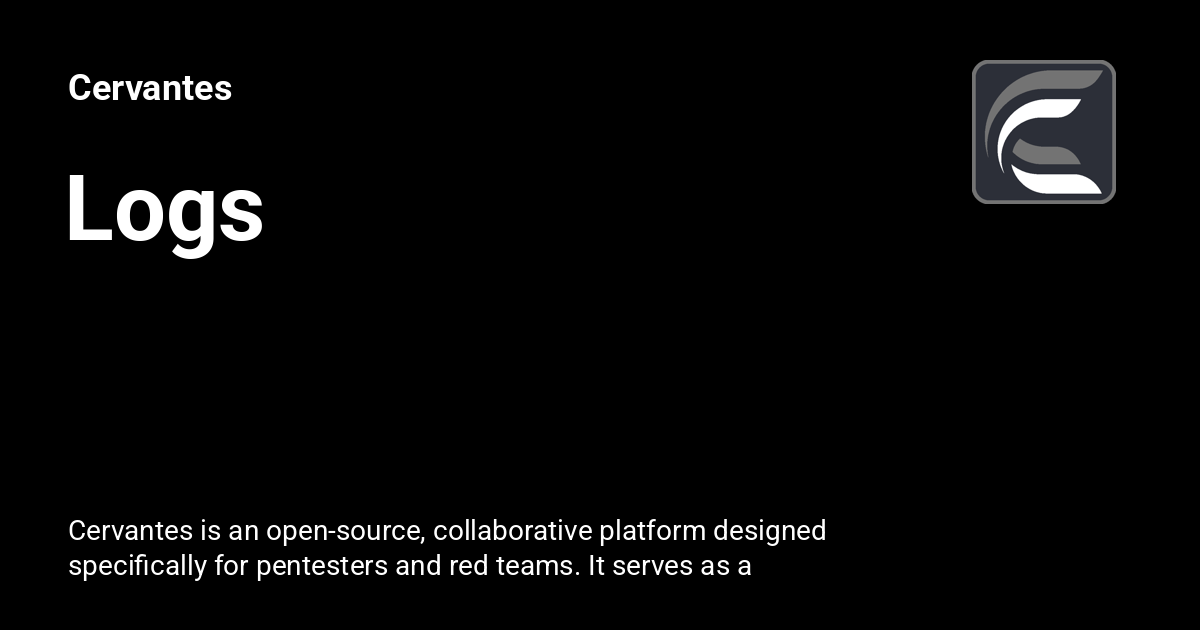 Cervantes
Logs
Cervantes is an open-source, collaborative platform designed
specifically for pentesters and red teams. It serves as a